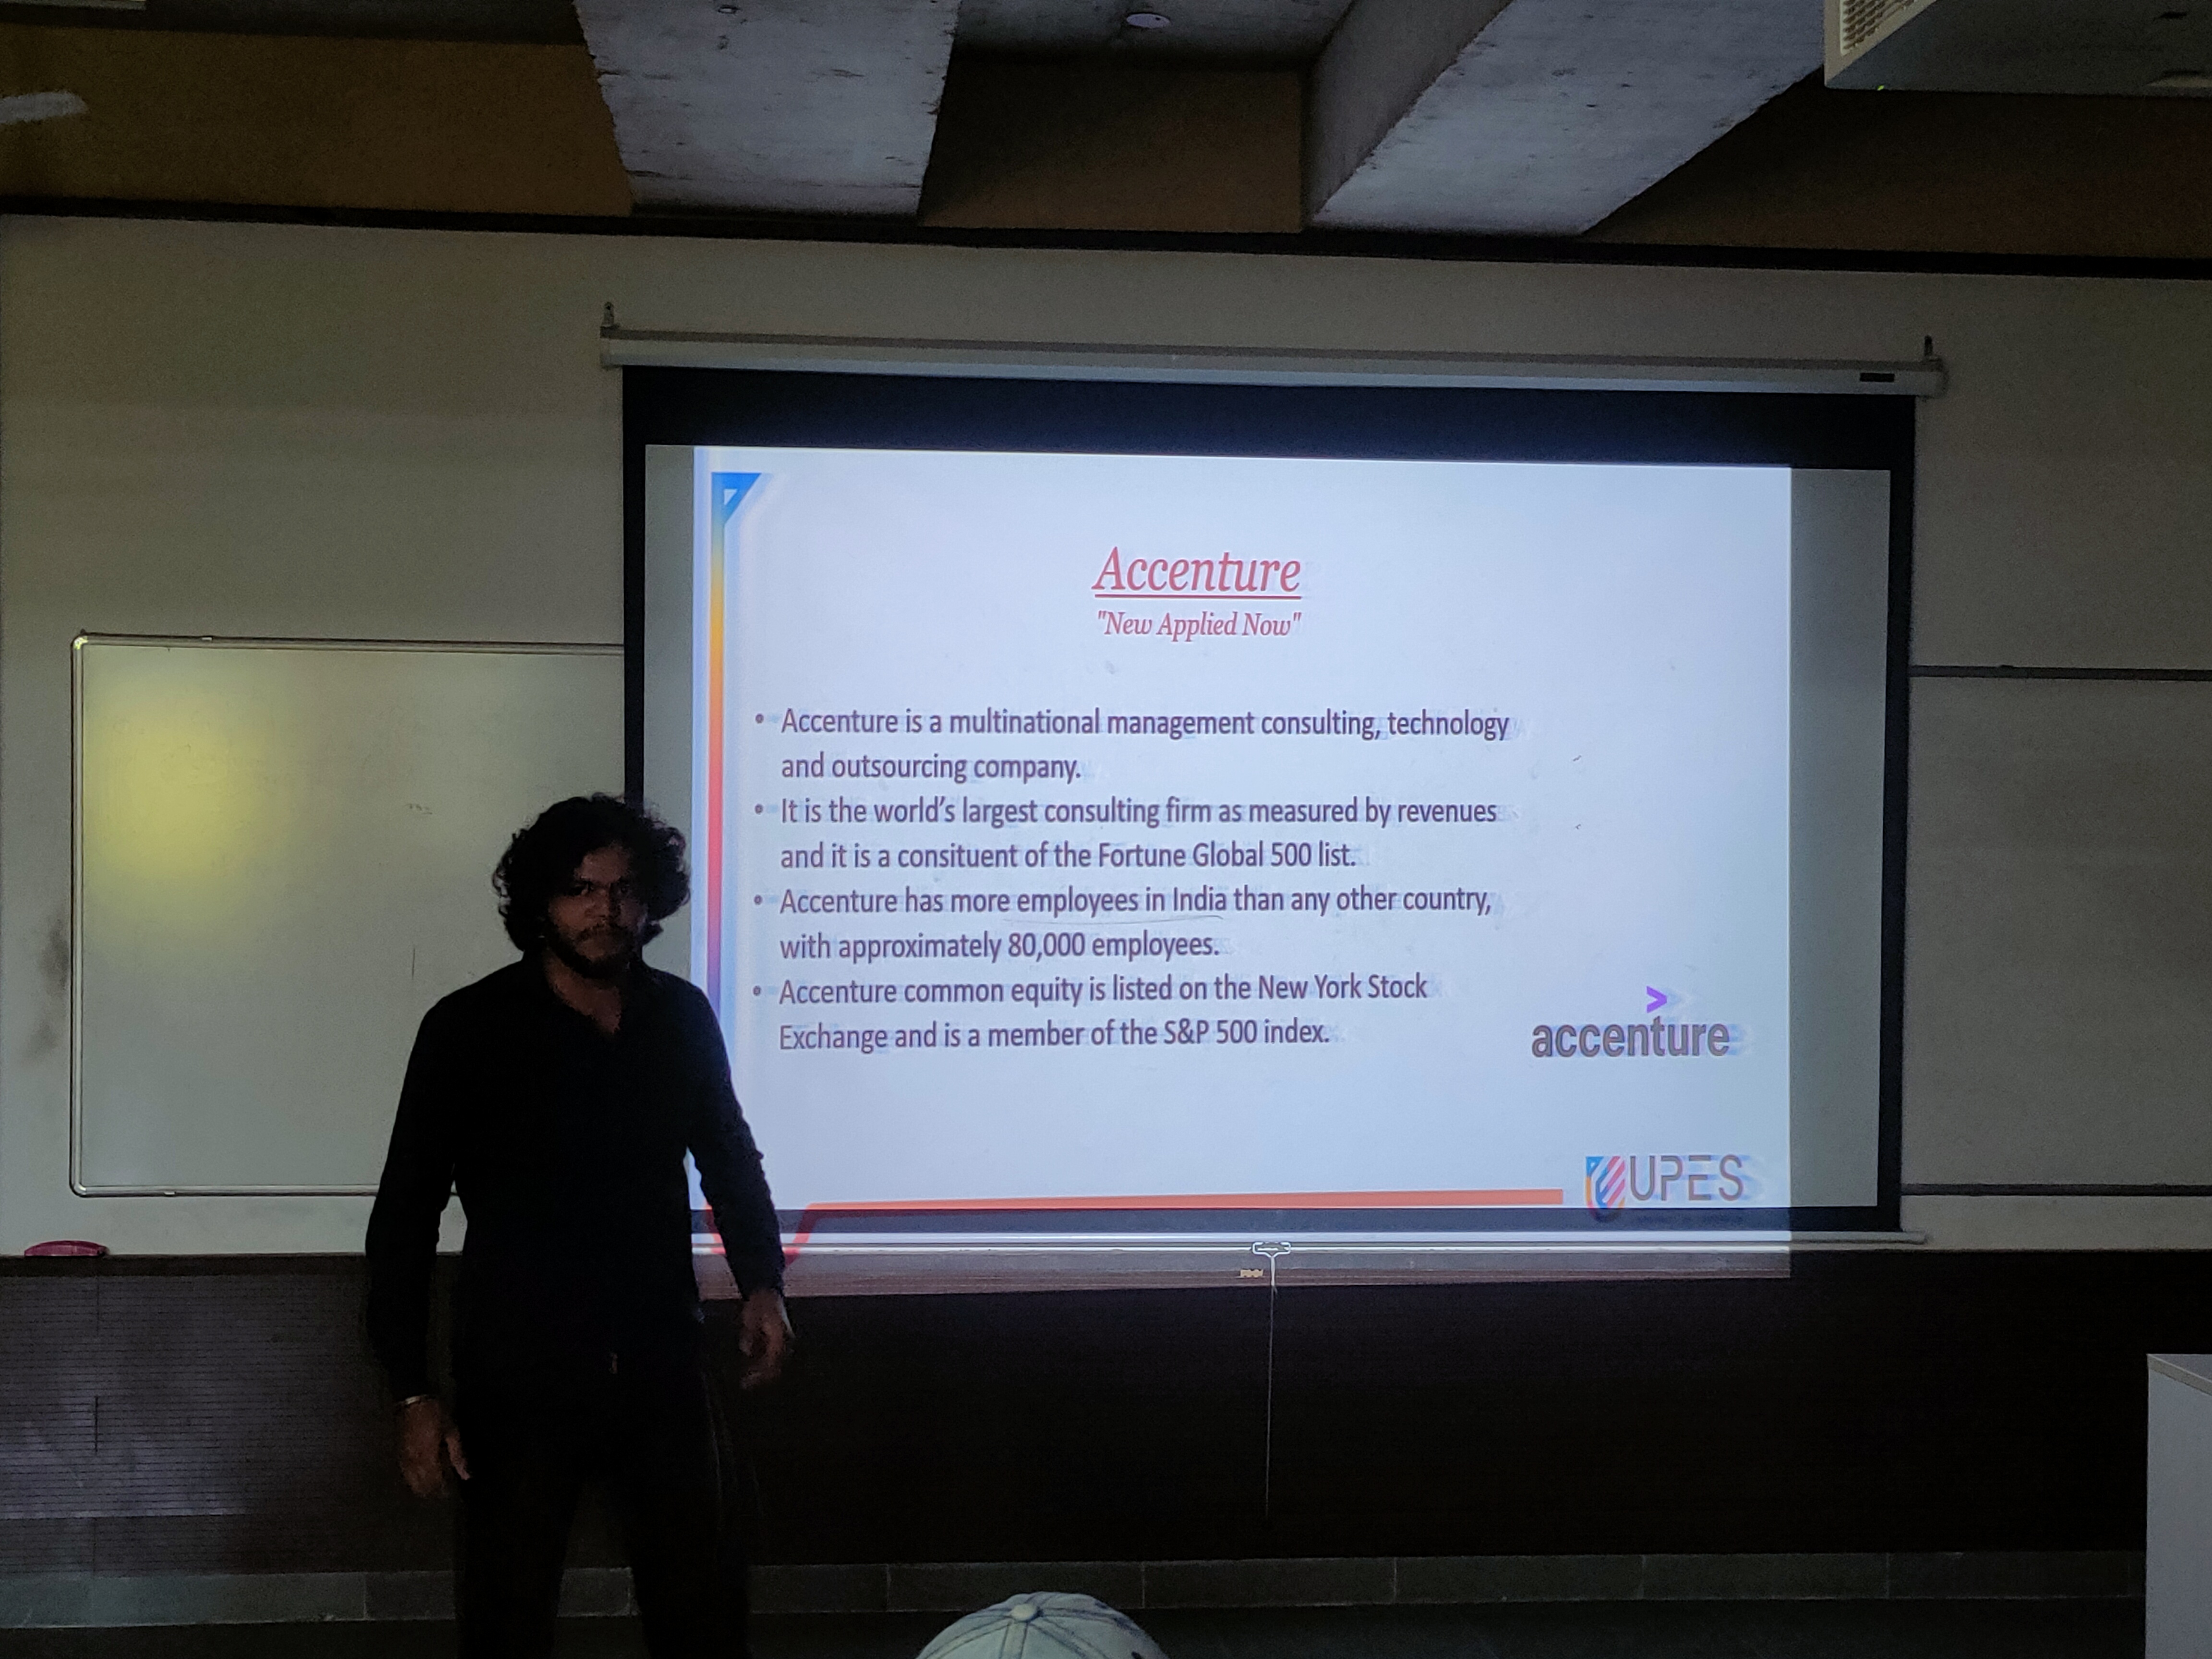 Accenture
"New Applied Now"
• Accenture is a multinational management consulting, technology
and outsourcing company.
• It is the world's largest consulting firm as measured by revenues
and it is a consituent of the Fortune Global 500 list.
• Accenture has more employees in India than any other country,
with approximately 80,000 employees.
• Accenture common equity is listed on the New York Stock
Exchange and is a member of the S&P 500 index.
>
accenture
UPES